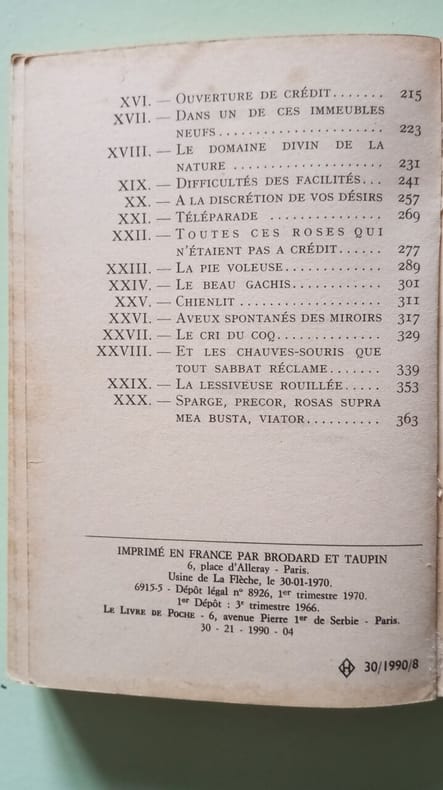 XVI. — OUVERTURE DE CRÉDIT....... 215
XVII. — DANS UN DE CES IMMEUBLES
NEUFS...................... 223
XVIII. — LE DOMAINE DIVIN DE LA
NATURE .................... 231
XIX. — DIFFICULTÉS DES FACILITÉS... 241
XX. — A LA DISCRÉTION DE VOS DÉSIRS 257
XXI. — TÉLÉPARADE ............... 269
XXII. — TOUTES CES ROSES QUI
N'ÉTAIENT PAS A CRÉDIT...... 277
XXIII. — LA PIE VOLEUSE............. 289
XXIV. — LE BEAU GACHIS............ 301
XXV. — CHIENLIT ................... 311
XXVI. — AVEUX SPONTANÉS DES MIROIRS 317
XXVII. — LE CRI DU COQ.............. 329
XXVIII. — ET LES CHAUVES-SOURIS QUE
TOUT SABBAT RÉCLAME....... 339
XXIX. — LA LESSIVEUSE ROUILLÉE..... 353
XXX. — SPARGE, PRECOR, ROSAS SUPRA
MEA BUSTA, VIATOR.......... 363
IMPRIMÉ EN FRANCE PAR BRODARD ET TAUPIN
6, place d'Alleray - Paris.
Usine de La Flèche, le 30-01-1970.
6915-5 - Dépôt légal n° 8926, 1er trimestre 1970.
1er Dépôt : 3e trimestre 1966.
LE LIVRE DE POCHE - 6, avenue Pierre 1er de Serbie - Paris.
30 - 21 - 1990 - 04
30/1990/8